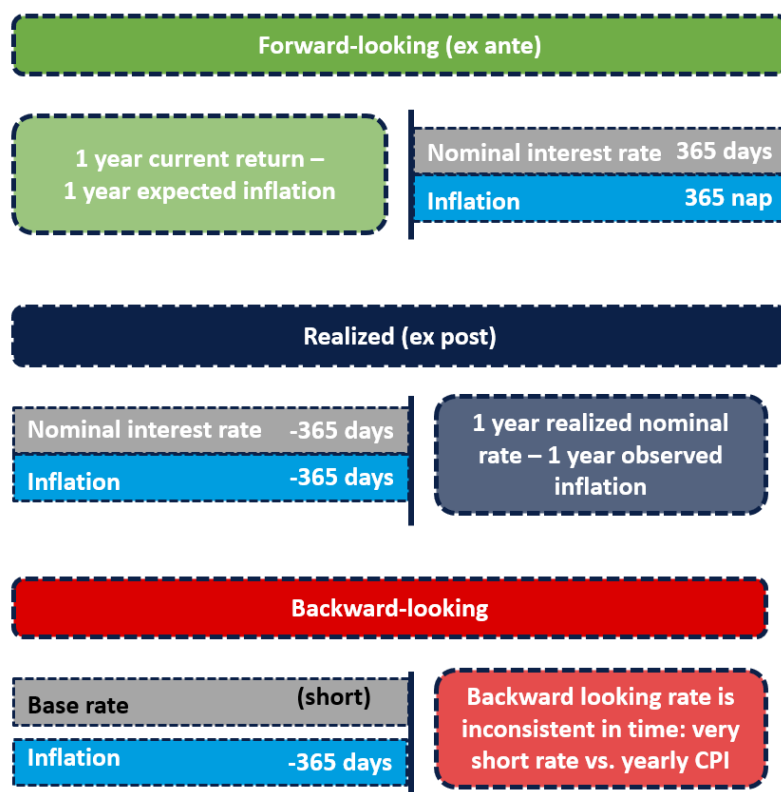 Forward-looking (ex ante)
1 year current return –
1 year expected inflation
Nominal interest rate 365 days
Inflation 365 nap
Realized (ex post)
Nominal interest rate -365 days
Inflation -365 days
1 year realized nominal
rate – 1 year observed
inflation
Backward-looking
Base rate (short)
Inflation -365 days
Backward looking rate is
inconsistent in time: very
short rate vs. yearly CPI